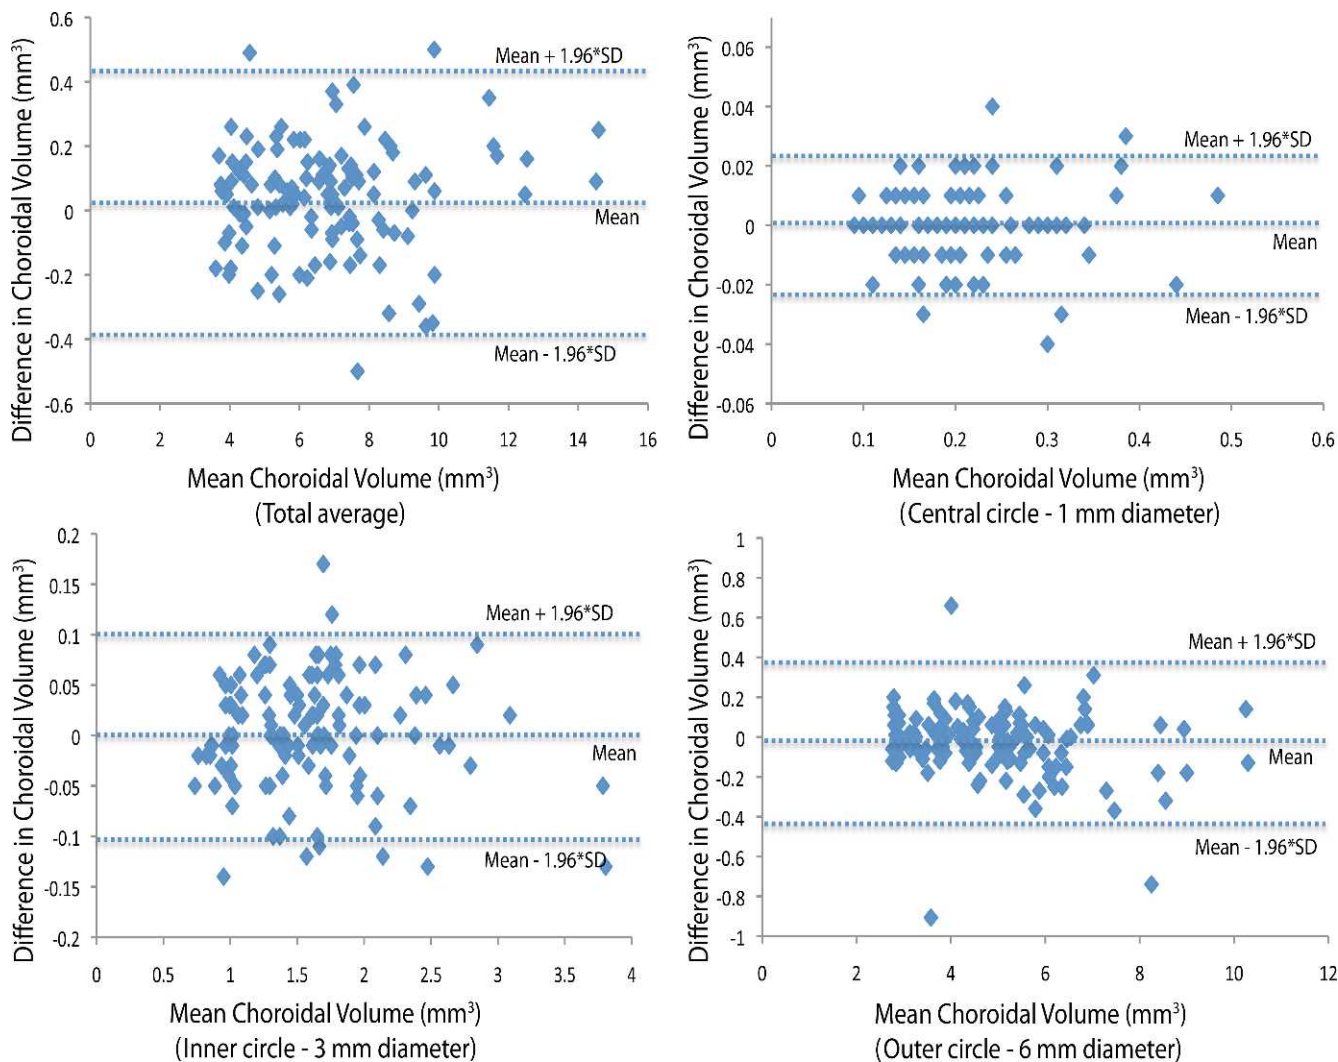 0.6
0.4
0.2
0
-0.2
-0.4
-0.6
Difference in Choroidal Volume (mm³)
Mean + 1.96*SD
Mean
Mean - 1.96*SD
0 2 4 6 8 10 12 14 16
Mean Choroidal Volume (mm³)
(Total average)
0.06
0.04
0.02
0
-0.02
-0.04
-0.06
Difference in Choroidal Volume (mm³)
Mean + 1.96*SD
Mean
Mean - 1.96*SD
0 0.1 0.2 0.3 0.4 0.5 0.6
Mean Choroidal Volume (mm³)
(Central circle - 1 mm diameter)
0.2
0.15
0.1
0.05
0
-0.05
-0.1
-0.15
-0.2
Difference in Choroidal Volume (mm³)
Mean + 1.96*SD
Mean
Mean - 1.96*SD
0 0.5 1 1.5 2 2.5 3 3.5 4
Mean Choroidal Volume (mm³)
(Inner circle - 3 mm diameter)
1
0.8
0.6
0.4
0.2
0
-0.2
-0.4
-0.6
-0.8
-1
Difference in Choroidal Volume (mm³)
Mean + 1.96*SD
Mean
Mean - 1.96*SD
0 2 4 6 8 10 12
Mean Choroidal Volume (mm³)
(Outer circle - 6 mm diameter)